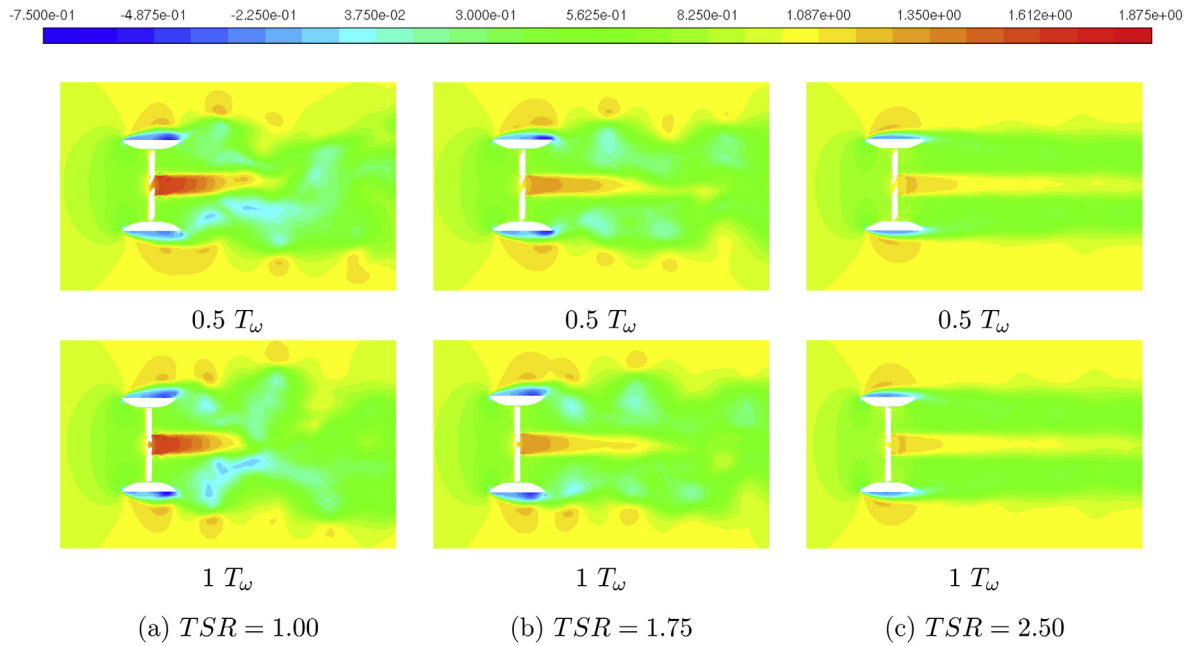 -7.500e-01 -4.875e-01 -2.250e-01 3.750e-02 3.000e-01 5.625e-01 8.250e-01 1.087e+00 1.350e+00 1.612e+00 1.875e+00
0.5 Tω 0.5 Tω 0.5 Tω
1 Tω 1 Tω 1 Tω
(a) TSR = 1.00 (b) TSR = 1.75 (c) TSR = 2.50